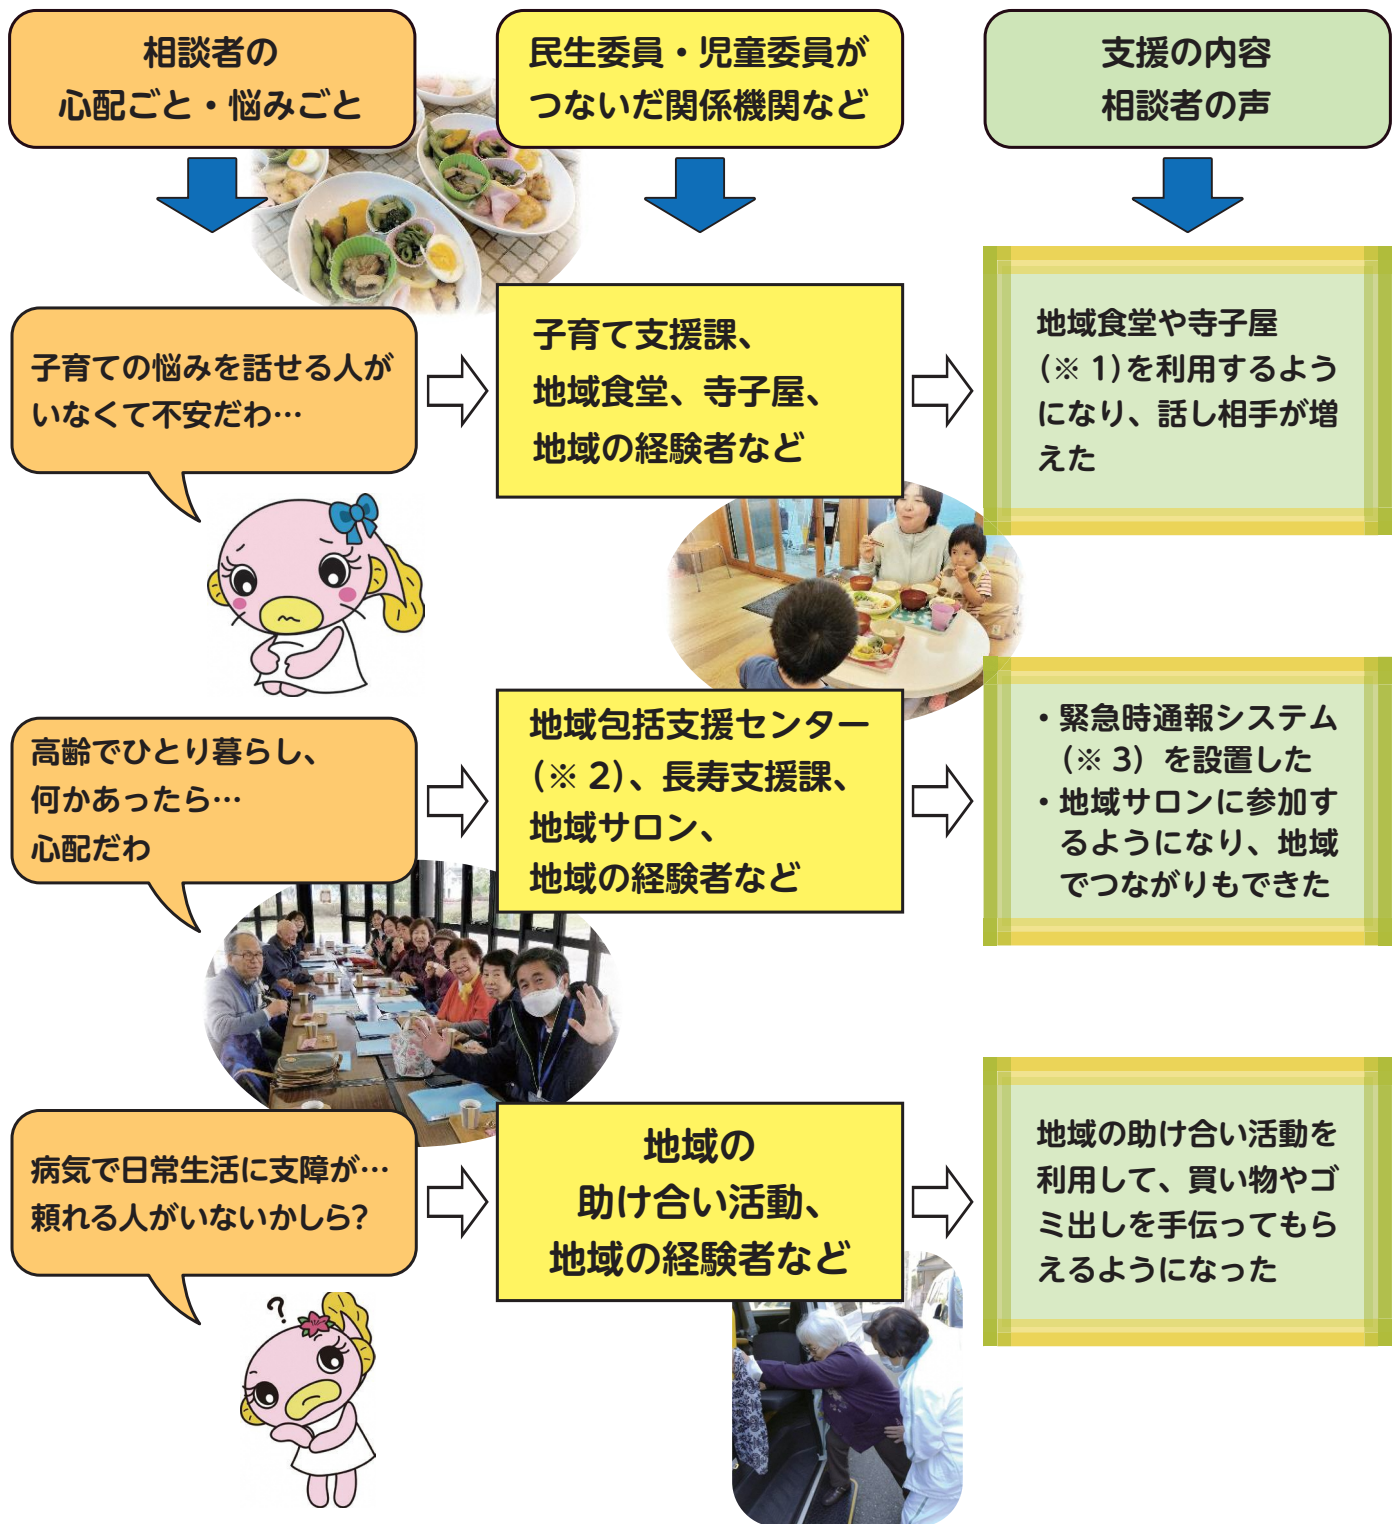 相談者の
心配ごと・悩みごと
民生委員・児童委員が
つないだ関係機関など
支援の内容
相談者の声
子育ての悩みを話せる人が
いなくて不安だわ…
子育て支援課、
地域食堂、寺子屋、
地域の経験者など
地域食堂や寺子屋
(※1)を利用するよう
になり、話し相手が増
えた
高齢でひとり暮らし、
何かあったら…
心配だわ
地域包括支援センター
(※2)、長寿支援課、
地域サロン、
地域の経験者など
・緊急時通報システム
(※3)を設置した
・地域サロンに参加す
るようになり、地域
でつながりもできた
病気で日常生活に支障が…
頼れる人がいないかしら?
地域の
助け合い活動、
地域の経験者など
地域の助け合い活動を
利用して、買い物やゴ
ミ出しを手伝ってもら
えるようになった
?